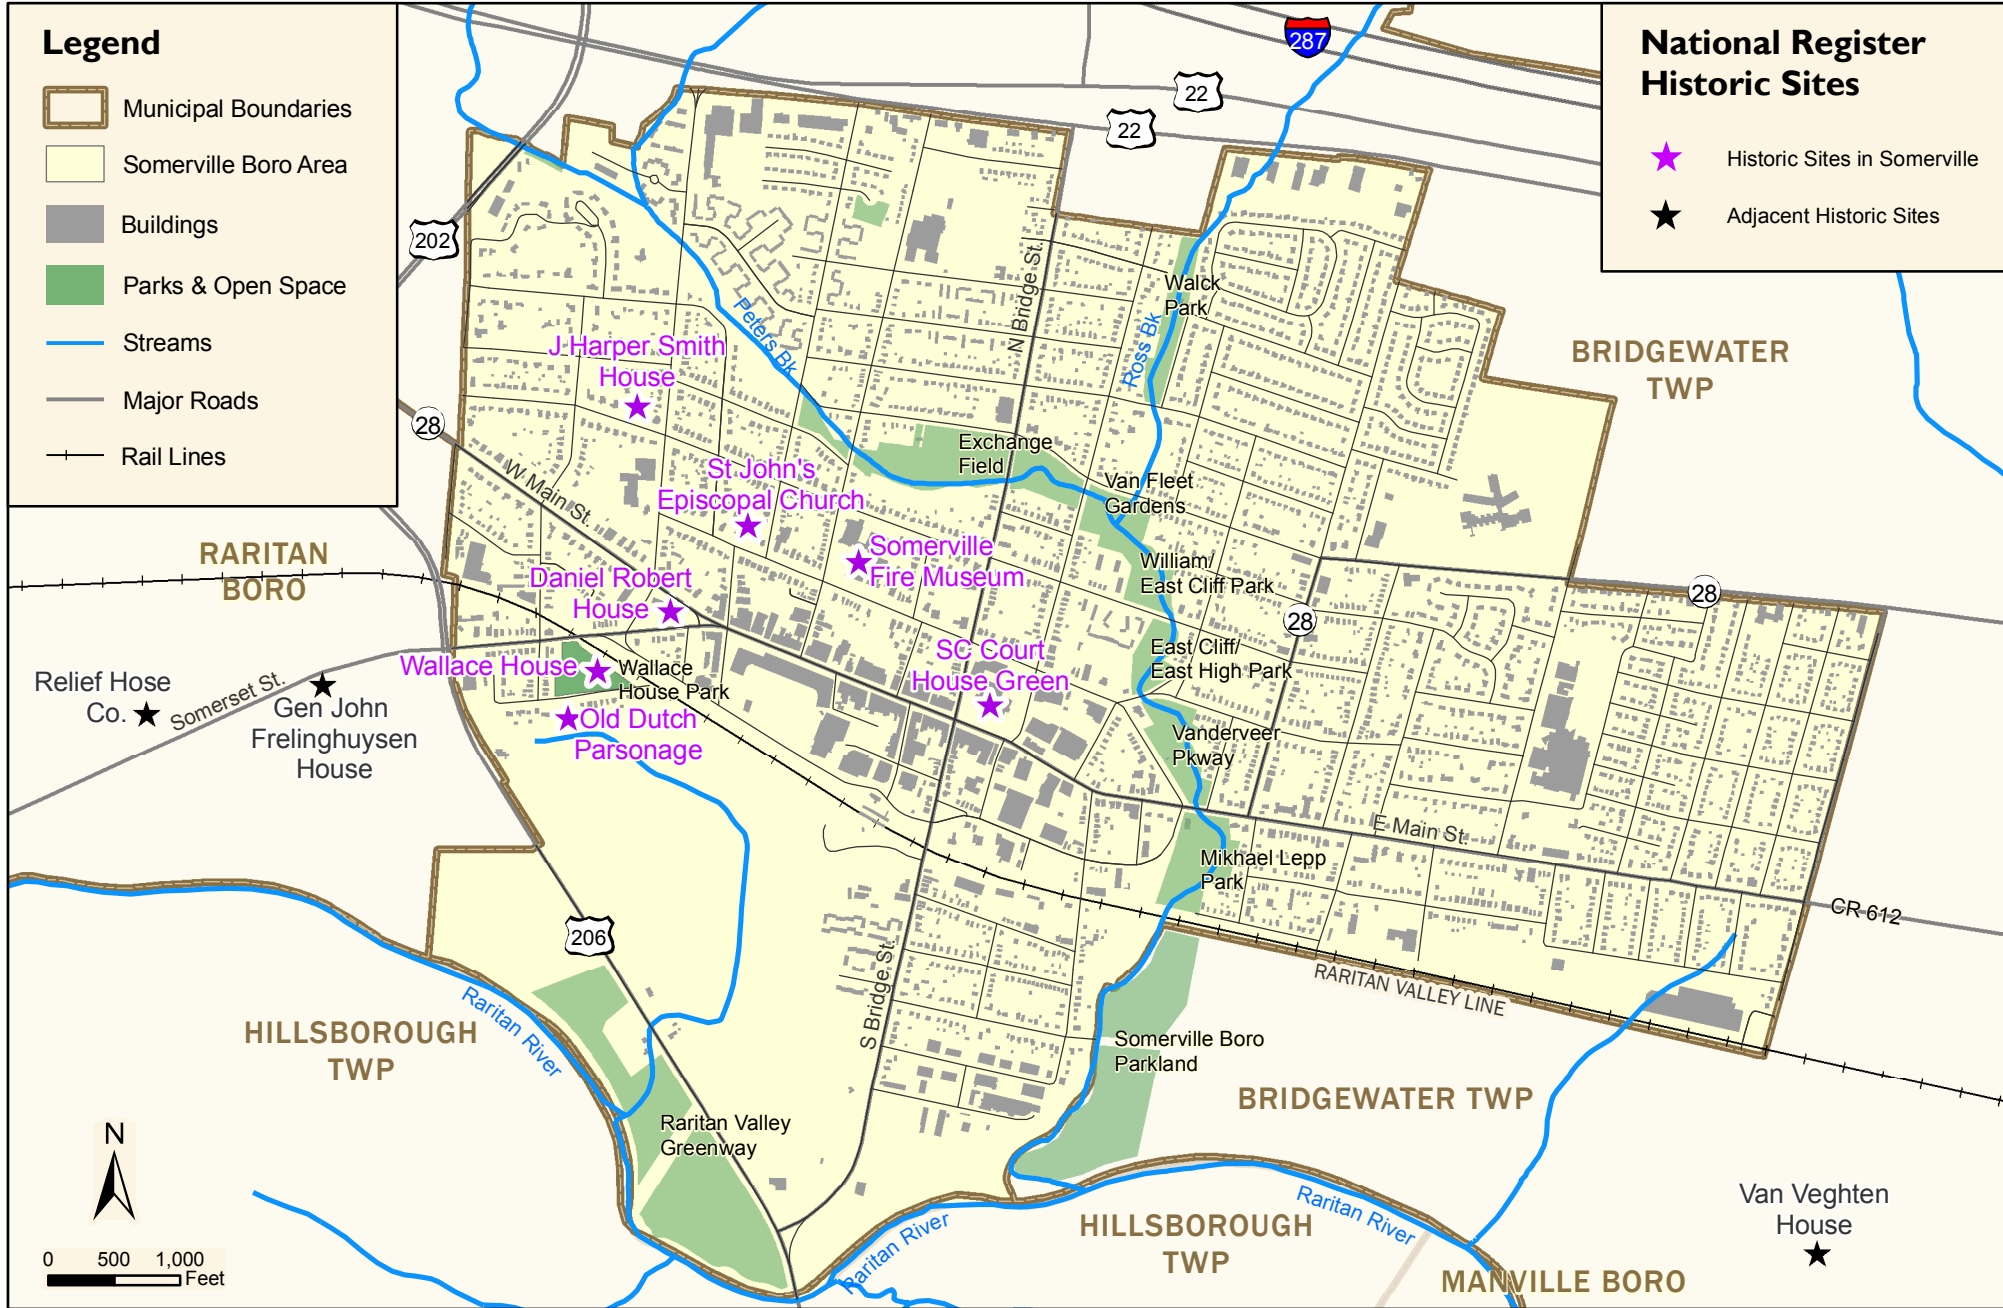 Legend
Municipal Boundaries
Somerville Boro Area
Buildings
Parks & Open Space
Streams
Major Roads
Rail Lines
National Register
Historic Sites
Historic Sites in Somerville
Adjacent Historic Sites
287
22
22
202
28
N Bridge St.
Walck
Park
Ross Bk
Peters Bk
BRIDGEWATER
TWP
J Harper Smith
House
W Main St.
Exchange
Field
St John's
Episcopal Church
Van Fleet
Gardens
Somerville
Fire Museum
William/
East Cliff Park
RARITAN
BORO
Daniel Robert
House
28
28
Wallace House
Wallace
House Park
SC Court
House Green
East Cliff/
East High Park
Relief Hose
Co.
Somerset St.
Gen John
Frelinghuysen
House
Old Dutch
Parsonage
Vanderveer
Pkway
E Main St.
Mikhael Lepp
Park
CR 612
206
S Bridge St.
RARITAN VALLEY LINE
Raritan River
HILLSBOROUGH
TWP
Somerville Boro
Parkland
BRIDGEWATER TWP
Raritan Valley
Greenway
N
0 500 1,000
Feet
Raritan River
HILLSBOROUGH
TWP
Raritan River
Van Veghten
House
MANVILLE BORO